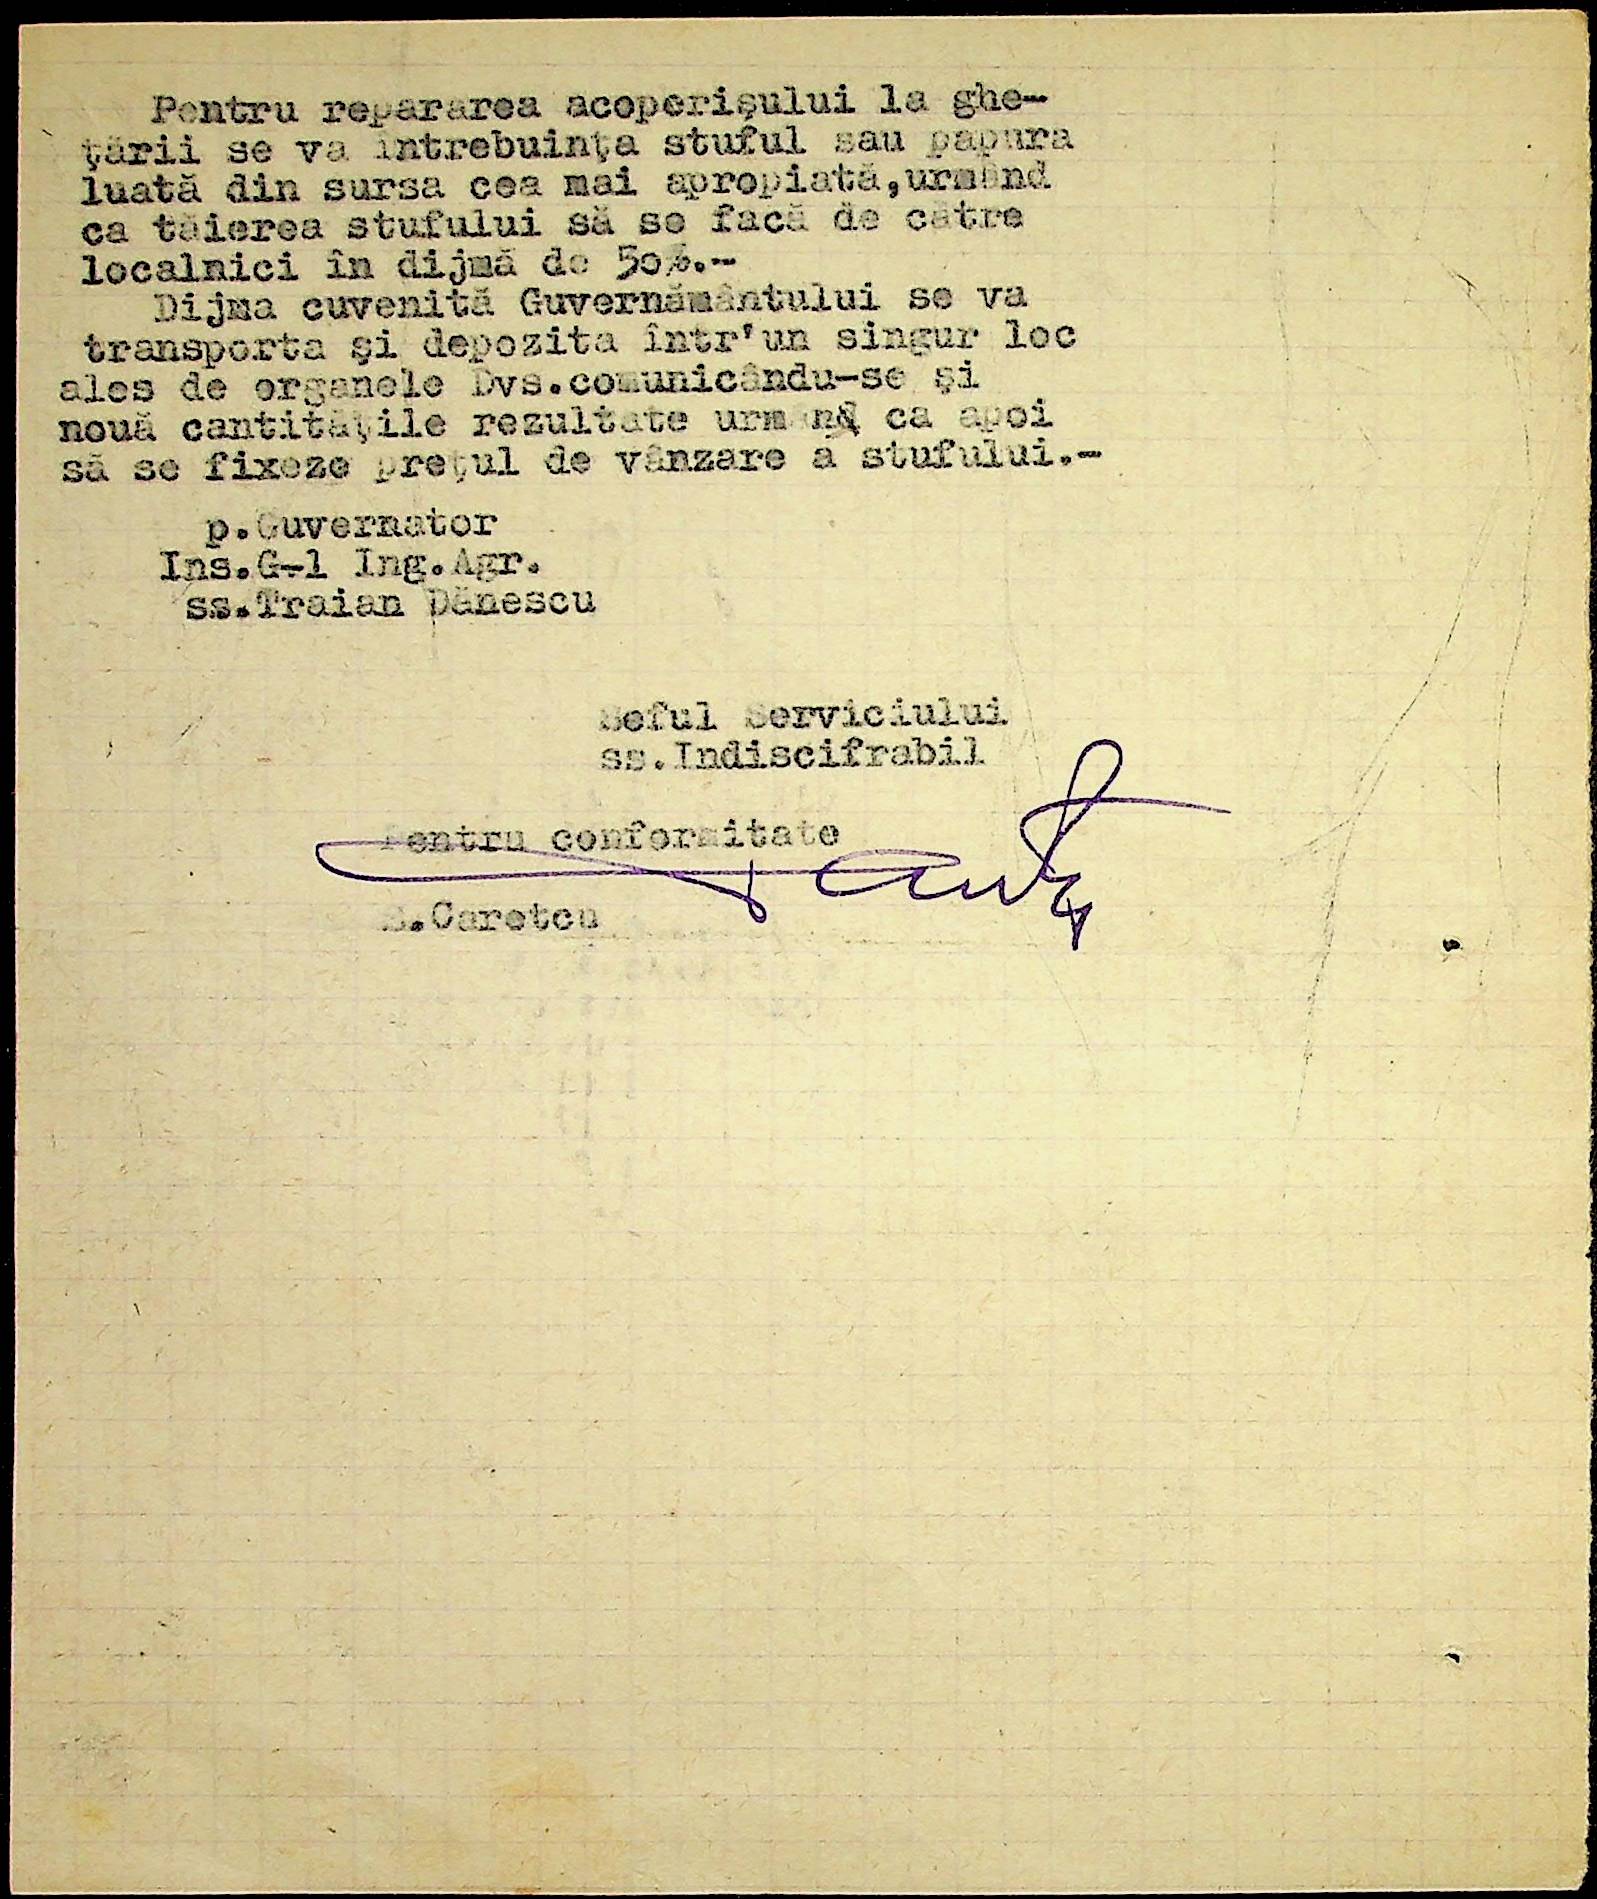 Pentru repararea acoperişului la ghe-
ţării se va întrebuinţa stuful sau papura
luată din sursa cea mai apropiată,urmând
ca tăierea stufului să se facă de către
localnici în dijmă de 50%.-
Dijma cuvenită Guvernământului se va
transporta şi depozita într'un singur loc
ales de organele Dvs.comunicându-se şi
nouă cantităţile rezultate urmând ca apoi
să se fixeze preţul de vânzare a stufului.-
p.Guvernator
Ins.G-l Ing.Agr.
ss.Traian Dănescu
Seful Serviciului
ss.Indiscifrabil
Pentru conformitate